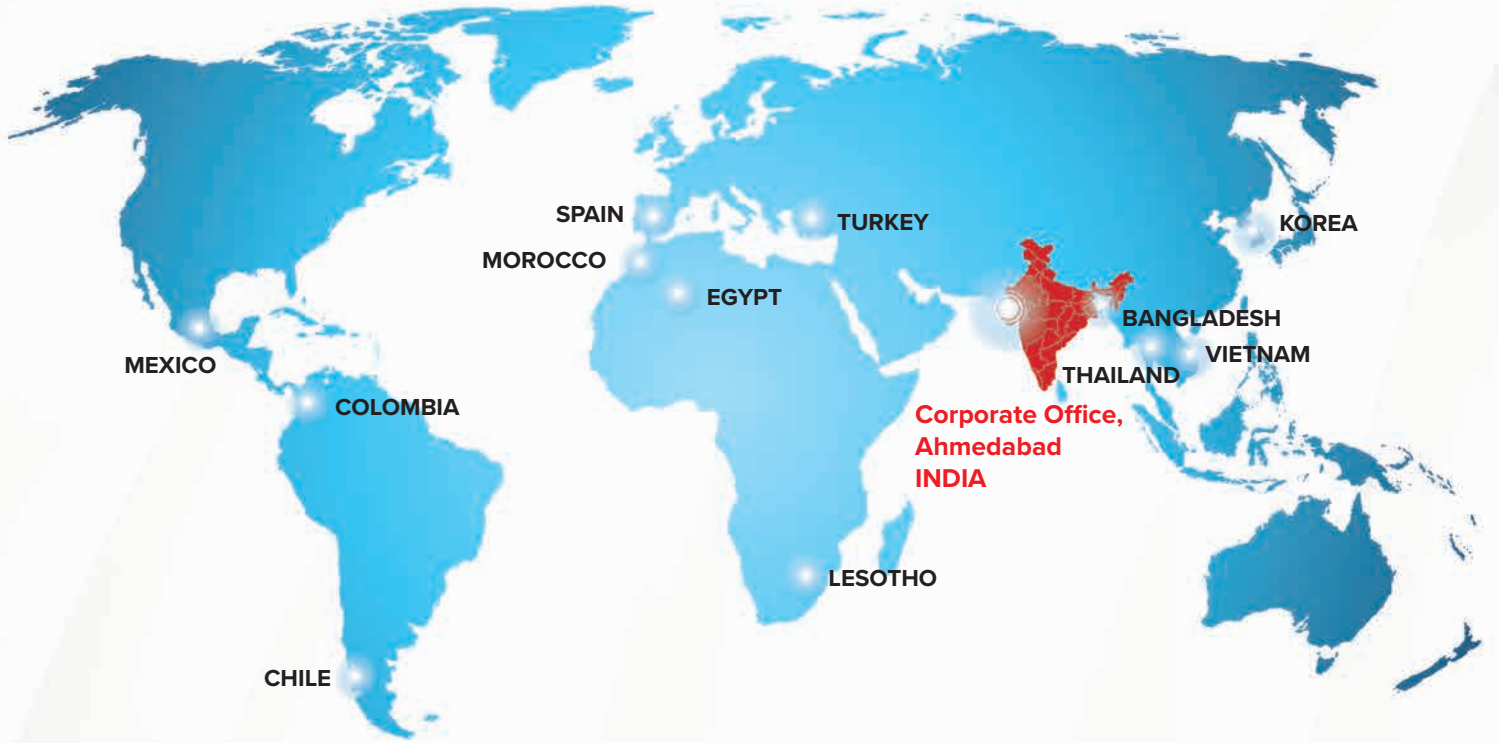 SPAIN
TURKEY
KOREA
MOROCCO
EGYPT
BANGLADESH
MEXICO
VIETNAM
THAILAND
COLOMBIA
Corporate Office,
Ahmedabad
INDIA
LESOTHO
CHILE